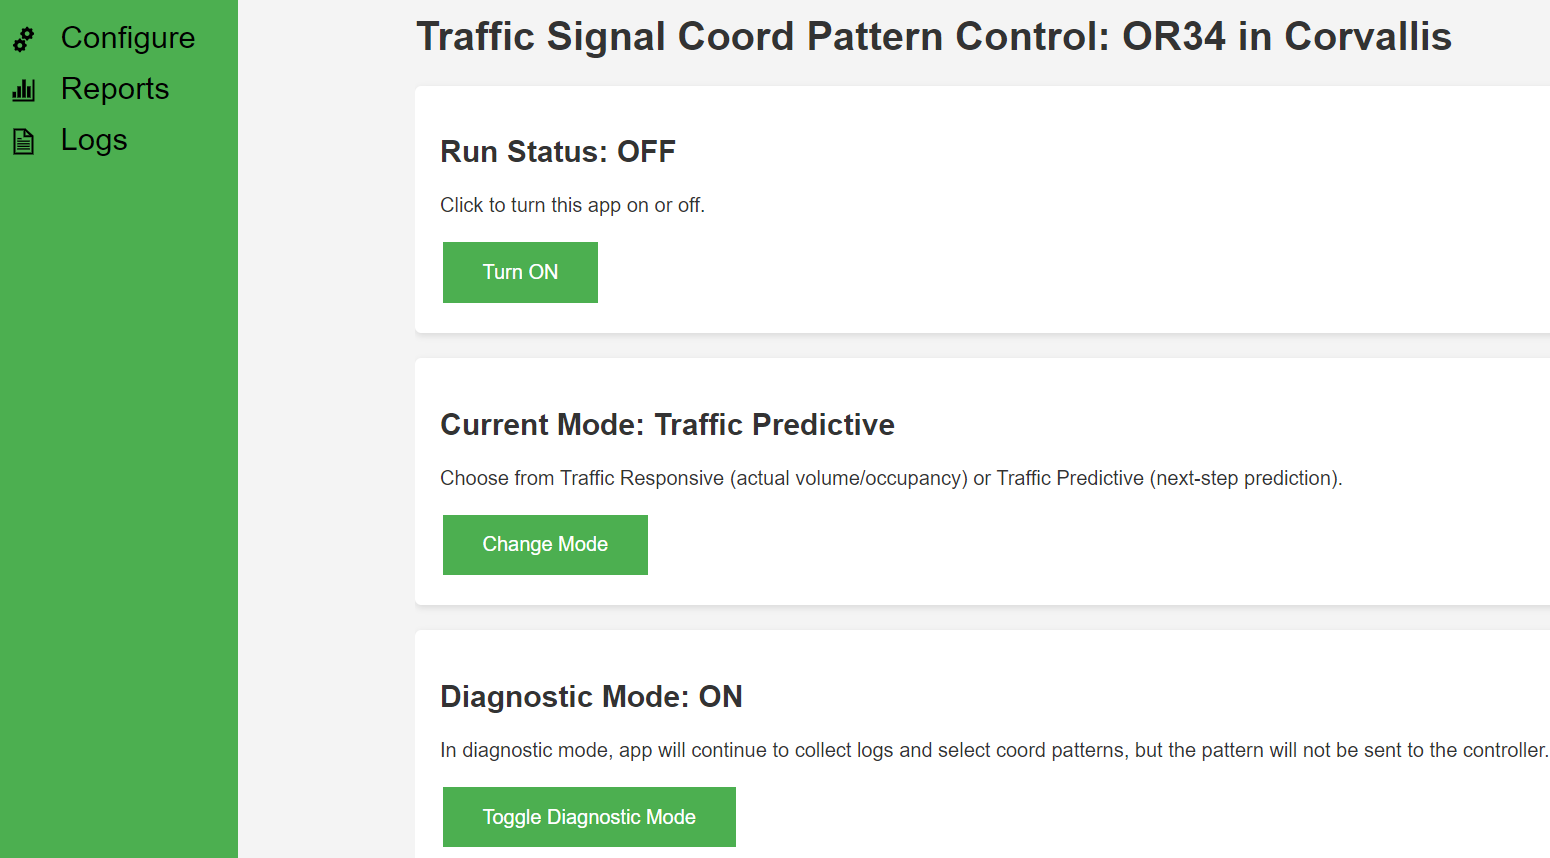 Configure
Reports
Logs
Traffic Signal Coord Pattern Control: OR34 in Corvallis
Run Status: OFF
Click to turn this app on or off.
Turn ON
Current Mode: Traffic Predictive
Choose from Traffic Responsive (actual volume/occupancy) or Traffic Predictive (next-step prediction).
Change Mode
Diagnostic Mode: ON
In diagnostic mode, app will continue to collect logs and select coord patterns, but the pattern will not be sent to the controller.
Toggle Diagnostic Mode